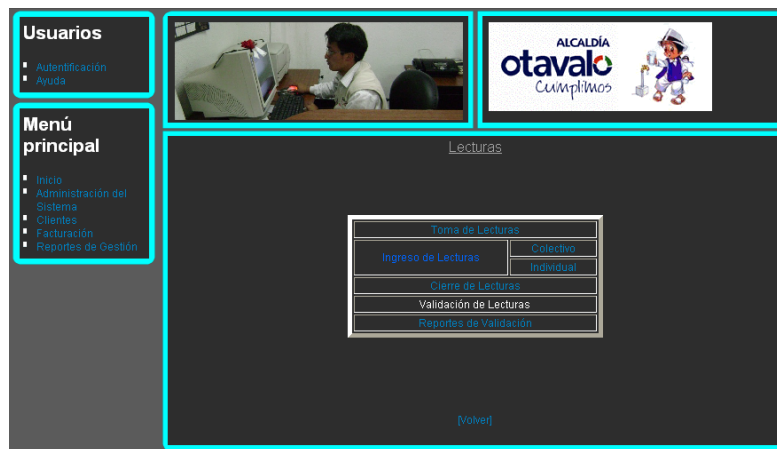 Usuarios
Autentificación
Ayuda
Menú
principal
Inicio
Administración del
Sistema
Clientes
Facturación
Reportes de Gestión
ALCALDÍA
otavalo
Cumplimos
Lecturas
Toma de Lecturas
Ingreso de Lecturas
Colectivo
Individual
Cierre de Lecturas
Validación de Lecturas
Reportes de Validación
[Volver]